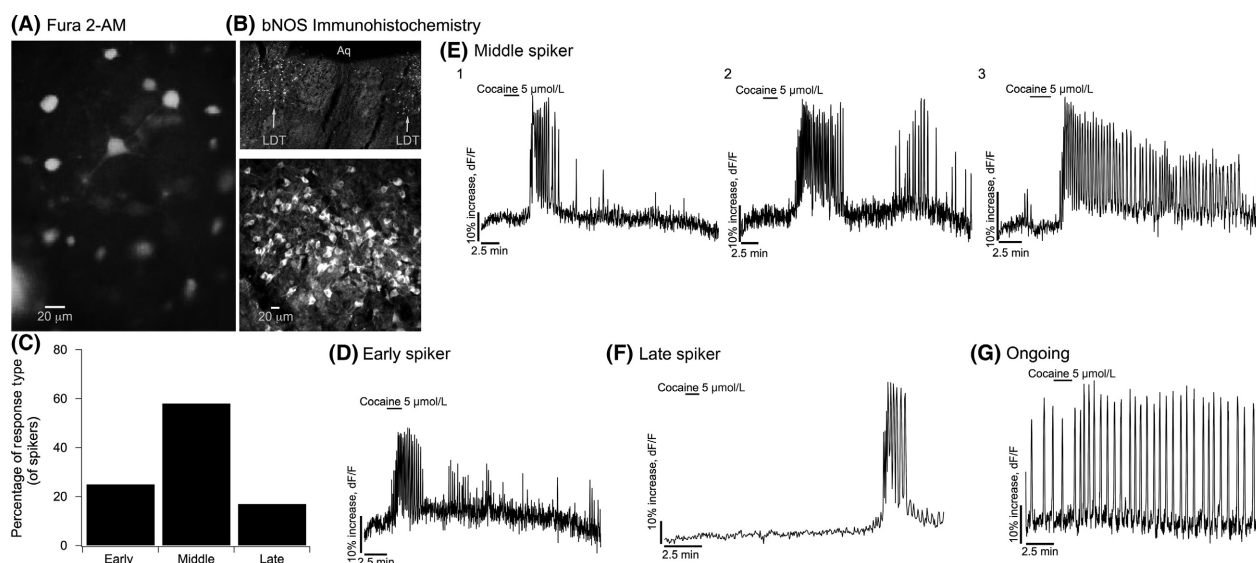 (A) Fura 2-AM
20 µm
(B) bNOS Immunohistochemistry
Aq
LDT
LDT
20 µm
(C)
Percentage of response type
(of spikers)
80
60
40
20
0
Early
Middle
Late
(D) Early spiker
Cocaine 5 µmol/L
10% increase, dF/F
2.5 min
(E) Middle spiker
1
Cocaine 5 µmol/L
10% increase, dF/F
2.5 min
2
Cocaine 5 µmol/L
10% increase, dF/F
2.5 min
3
Cocaine 5 µmol/L
10% increase, dF/F
2.5 min
(F) Late spiker
Cocaine 5 µmol/L
10% increase, dF/F
2.5 min
(G) Ongoing
Cocaine 5 µmol/L
10% increase, dF/F
2.5 min